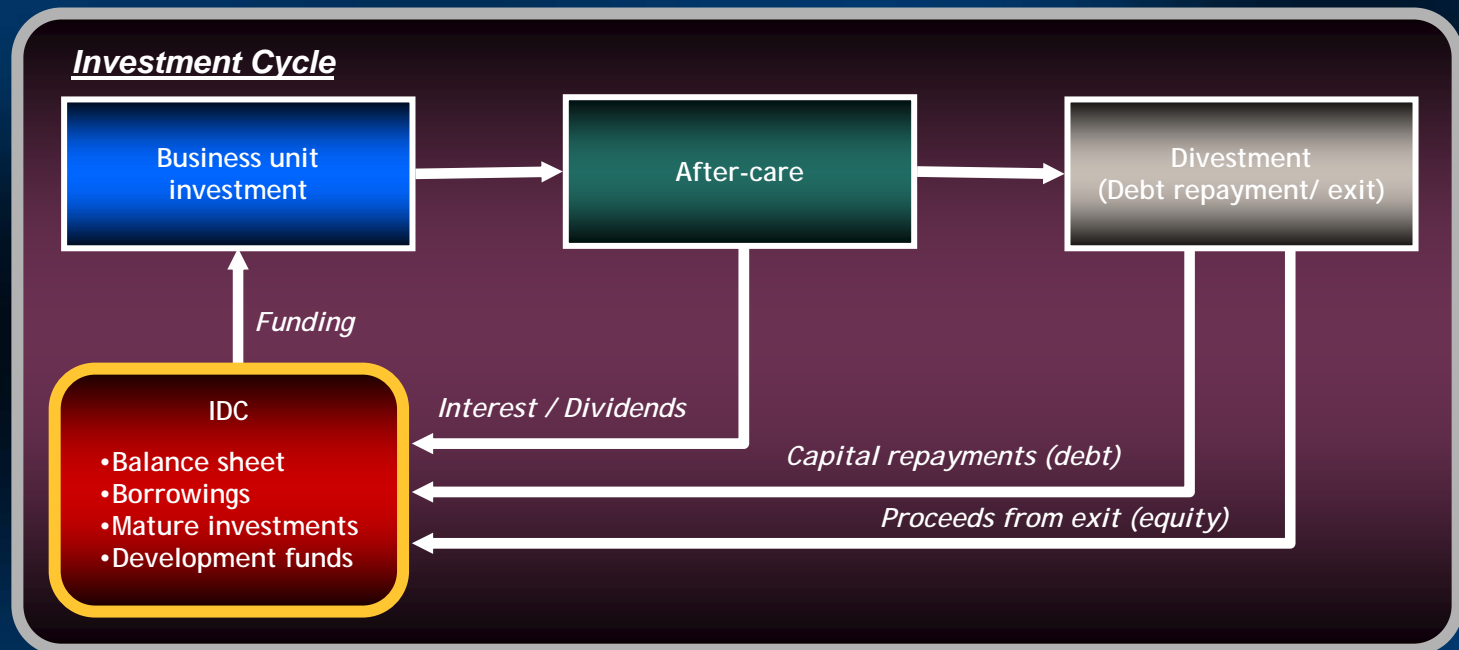 Investment Cycle
Business unit
investment
After-care
Divestment
(Debt repayment/ exit)
Funding
IDC
•Balance sheet
•Borrowings
•Mature investments
•Development funds
Interest / Dividends
Capital repayments (debt)
Proceeds from exit (equity)